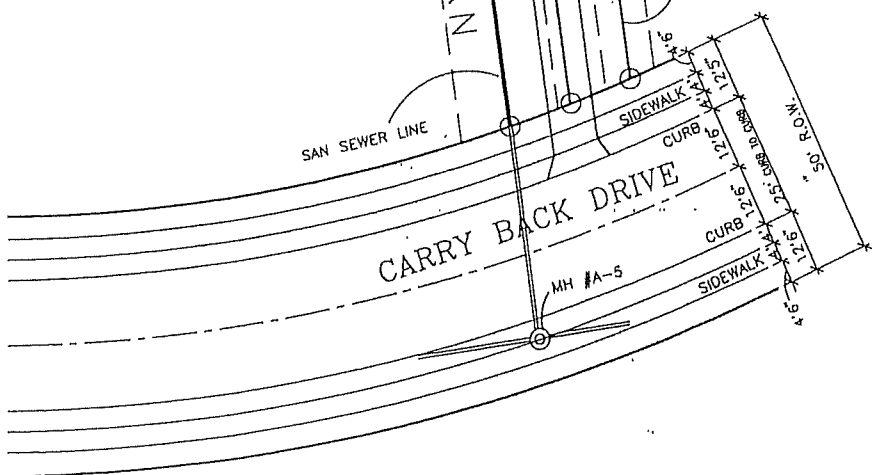 NY
SAN SEWER LINE
SIDEWALK
CURB
CARRY BACK DRIVE
CURB
SIDEWALK
MH #A-5
4'6"
4'
4'
12'6"
12'6"
4'
4'
4'6"
12'5"
25' CURB TO CURB
12'6"
50' R.O.W.